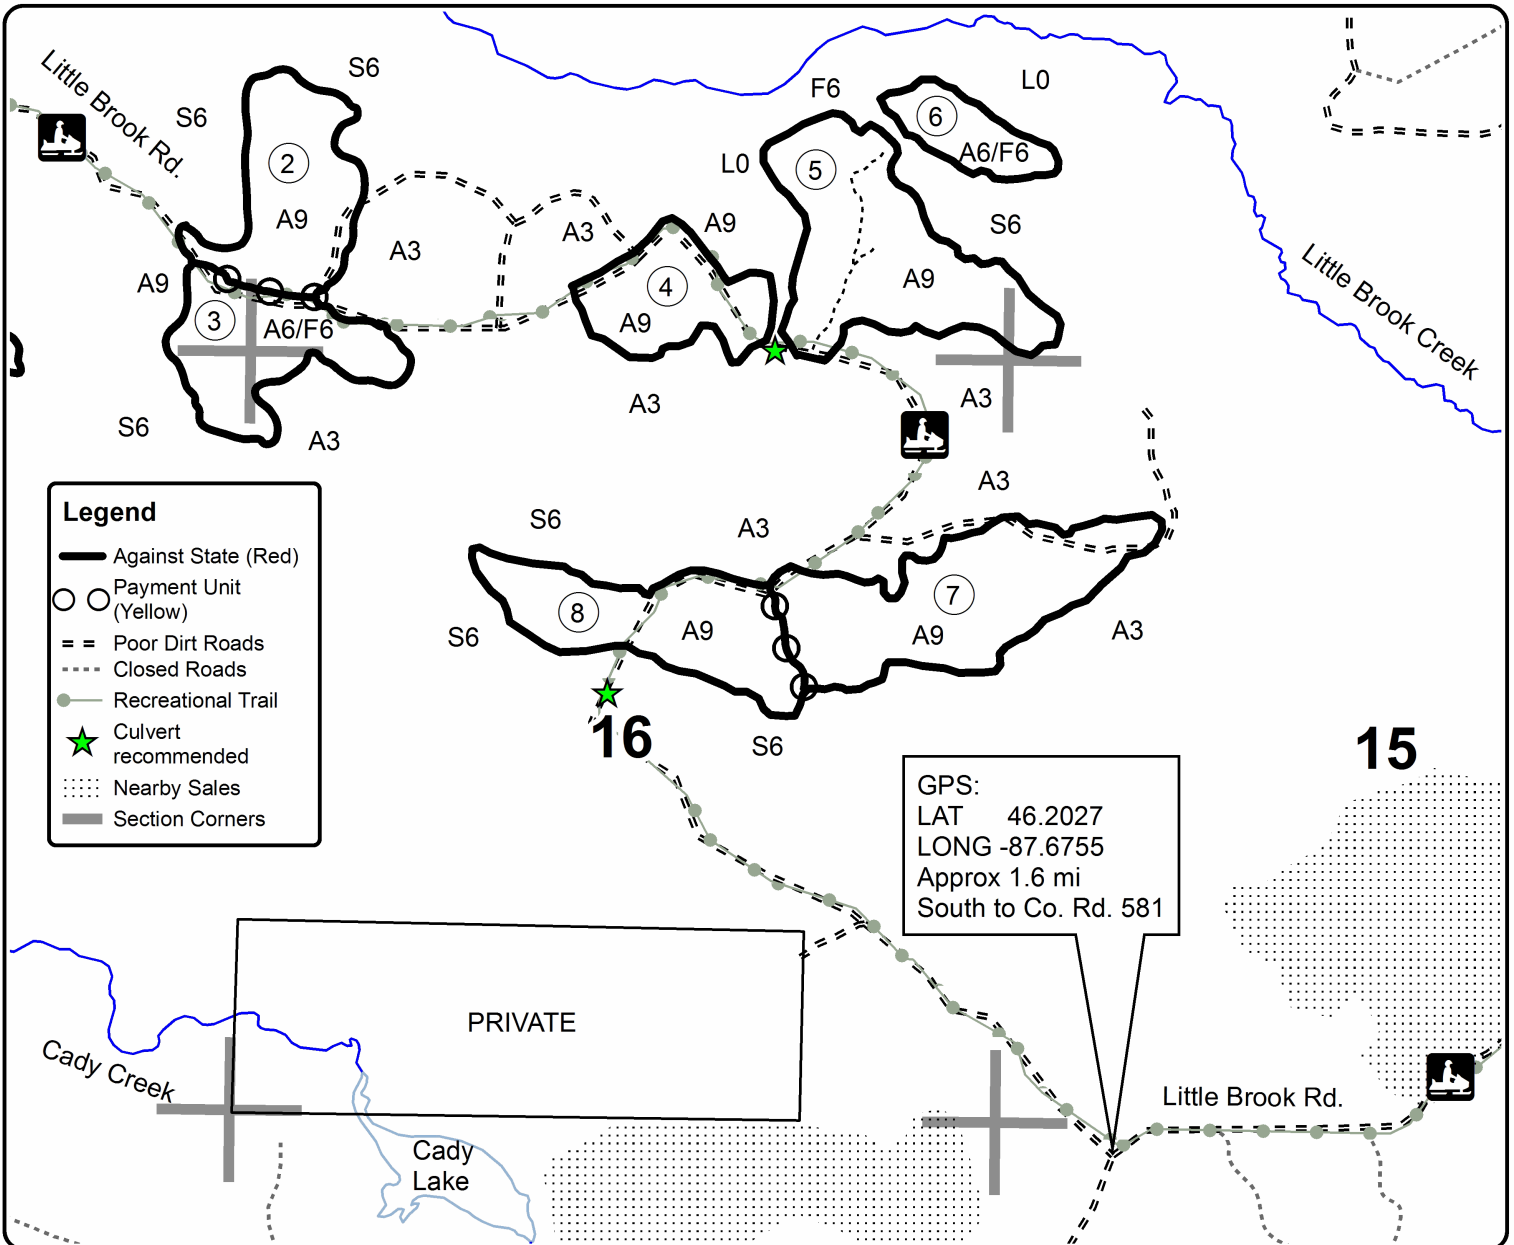 S6
F6
L0
Little Brook Rd.
S6
6
A6/F6
2
L0
5
A9
A9
S6
A3
A3
A9
A9
4
Little Brook Creek
3
A6/F6
A9
A3
A3
S6
A3
A3
S6
A3
Legend
Against State (Red)
Payment Unit
(Yellow)
Poor Dirt Roads
Closed Roads
Recreational Trail
Culvert
recommended
Nearby Sales
Section Corners
7
8
S6
A9
A9
A3
16
S6
15
GPS:
LAT 46.2027
LONG -87.6755
Approx 1.6 mi
South to Co. Rd. 581
PRIVATE
Cady Creek
Little Brook Rd.
Cady
Lake